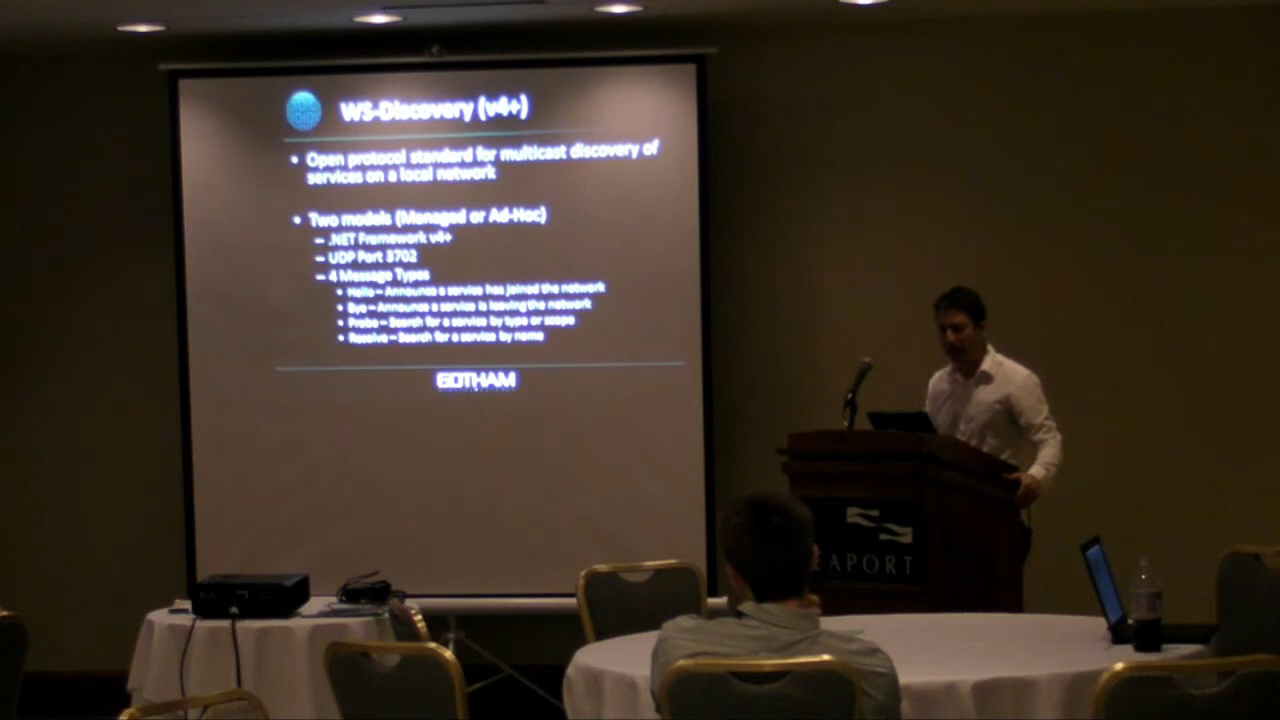 WS-Discovery (v4+)
• Open protocol standard for multicast discovery of
services on a local network
• Two models (Managed or Ad-Hoc)
– .NET Framework v4+
– UDP Port 3702
– 4 Message Types
• Hello – Announce a service has joined the network
• Bye – Announce a service is leaving the network
• Probe – Search for a service by type or scope
• Resolve – Search for a service by name
GOTHAM
EAPORT